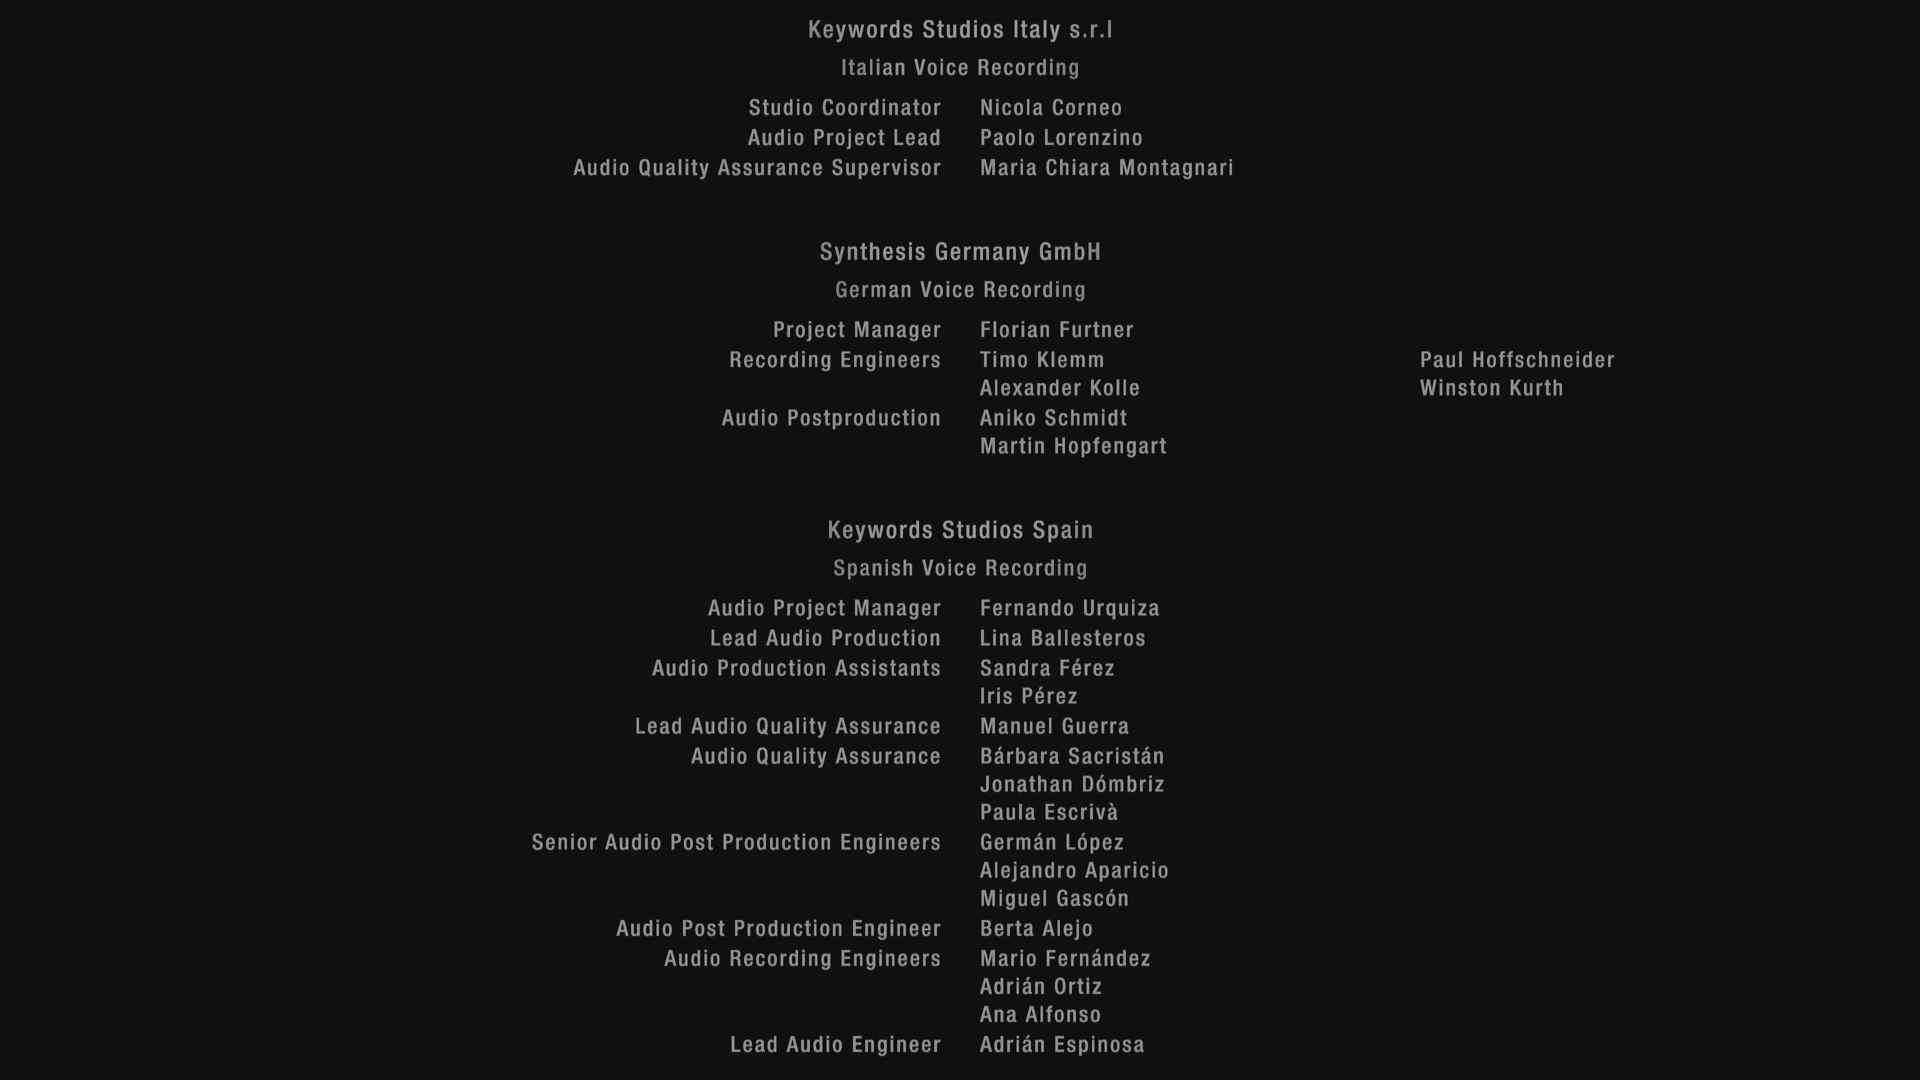 Keywords Studios Italy s.r.l
Italian Voice Recording
Studio Coordinator Nicola Corneo
Audio Project Lead Paolo Lorenzino
Audio Quality Assurance Supervisor Maria Chiara Montagnari
Synthesis Germany GmbH
German Voice Recording
Project Manager Florian Furtner
Recording Engineers Timo Klemm Paul Hoffschneider
Alexander Kolle Winston Kurth
Audio Postproduction Aniko Schmidt
Martin Hopfengart
Keywords Studios Spain
Spanish Voice Recording
Audio Project Manager Fernando Urquiza
Lead Audio Production Lina Ballesteros
Audio Production Assistants Sandra Férez
Iris Pérez
Lead Audio Quality Assurance Manuel Guerra
Audio Quality Assurance Bárbara Sacristán
Jonathan Dómbriz
Paula Escrivà
Senior Audio Post Production Engineers Germán López
Alejandro Aparicio
Miguel Gascón
Audio Post Production Engineer Berta Alejo
Audio Recording Engineers Mario Fernández
Adrián Ortiz
Ana Alfonso
Lead Audio Engineer Adrián Espinosa